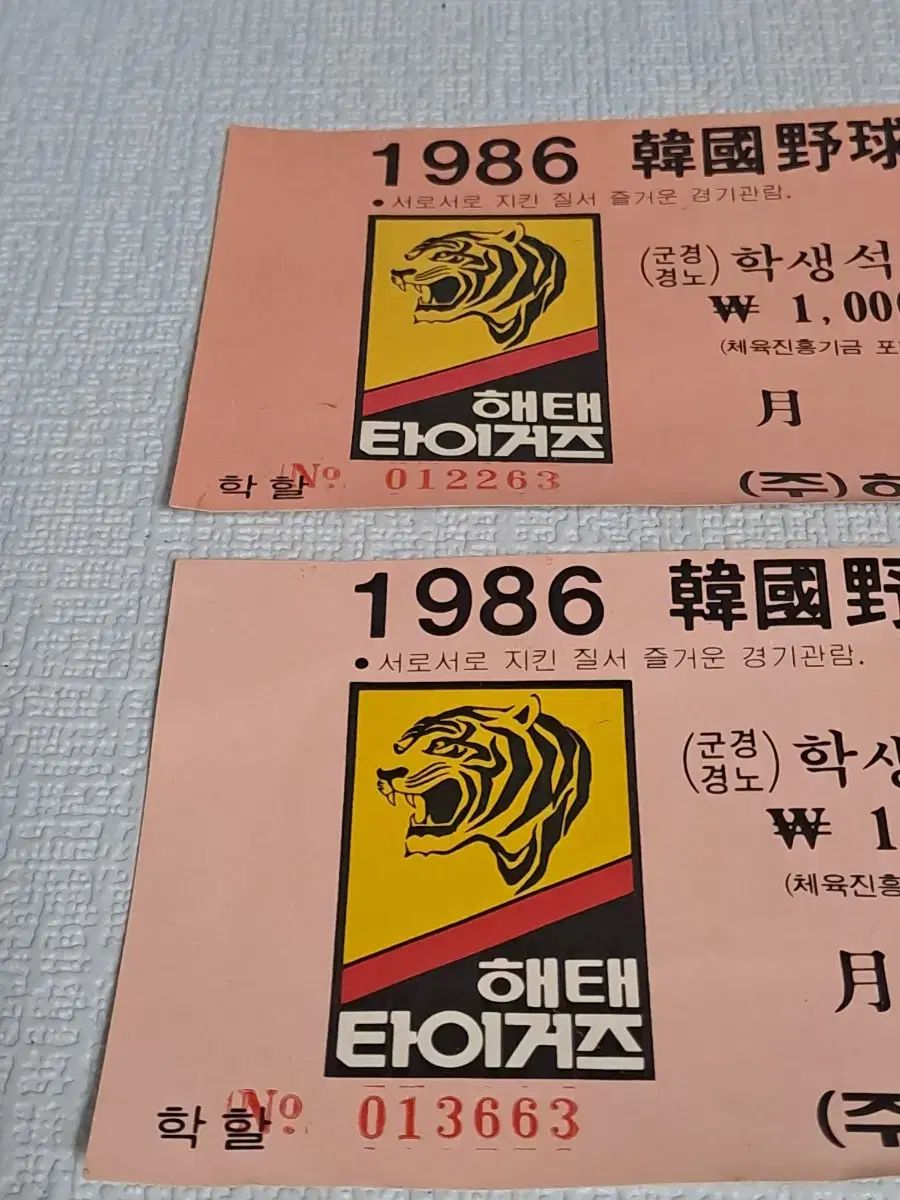 1986 韓國野球
• 서로서로 지킨 질서 즐거운 경기관람.
(군경 경노) 학생석
₩ 1,000
(체육진흥기금 포
月
해태
타이거즈
학할 No. 012263
(주)
1986 韓國野
• 서로서로 지킨 질서 즐거운 경기관람.
(군경 경노) 학생
₩ 1
(체육진흥
月
해태
타이거즈
학할 No. 013663
(주